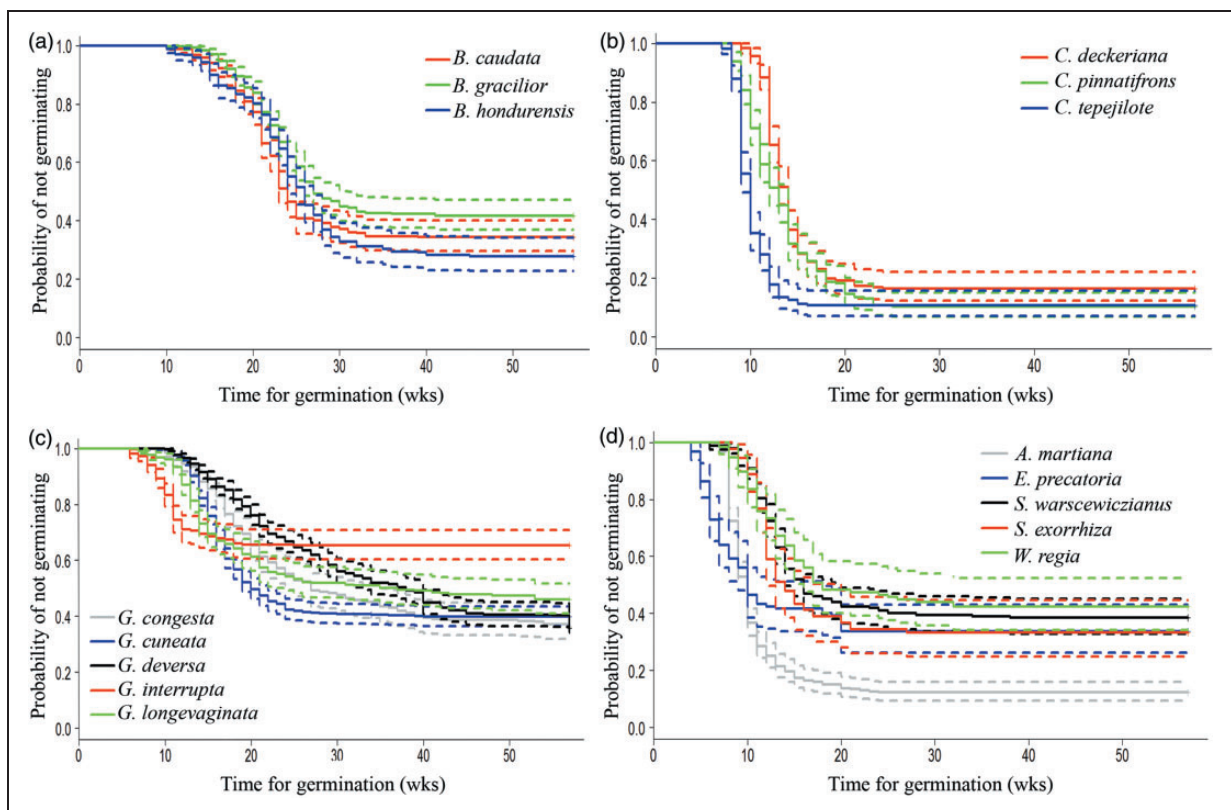 (a)
B. caudata
B. gracilior
B. hondurensis
Probability of not germinating
1.0
0.8
0.6
0.4
0.2
0.0
0 10 20 30 40 50
Time for germination (wks)
(b)
C. deckeriana
C. pinnatifrons
C. tepejilote
Probability of not germinating
1.0
0.8
0.6
0.4
0.2
0.0
0 10 20 30 40 50
Time for germination (wks)
(c)
G. congesta
G. cuneata
G. deversa
G. interrupta
G. longevaginata
Probability of not germinating
1.0
0.8
0.6
0.4
0.2
0.0
0 10 20 30 40 50
Time for germination (wks)
(d)
A. martiana
E. precatoria
S. warscewiczianus
S. exorrhiza
W. regia
Probability of not germinating
1.0
0.8
0.6
0.4
0.2
0.0
0 10 20 30 40 50
Time for germination (wks)